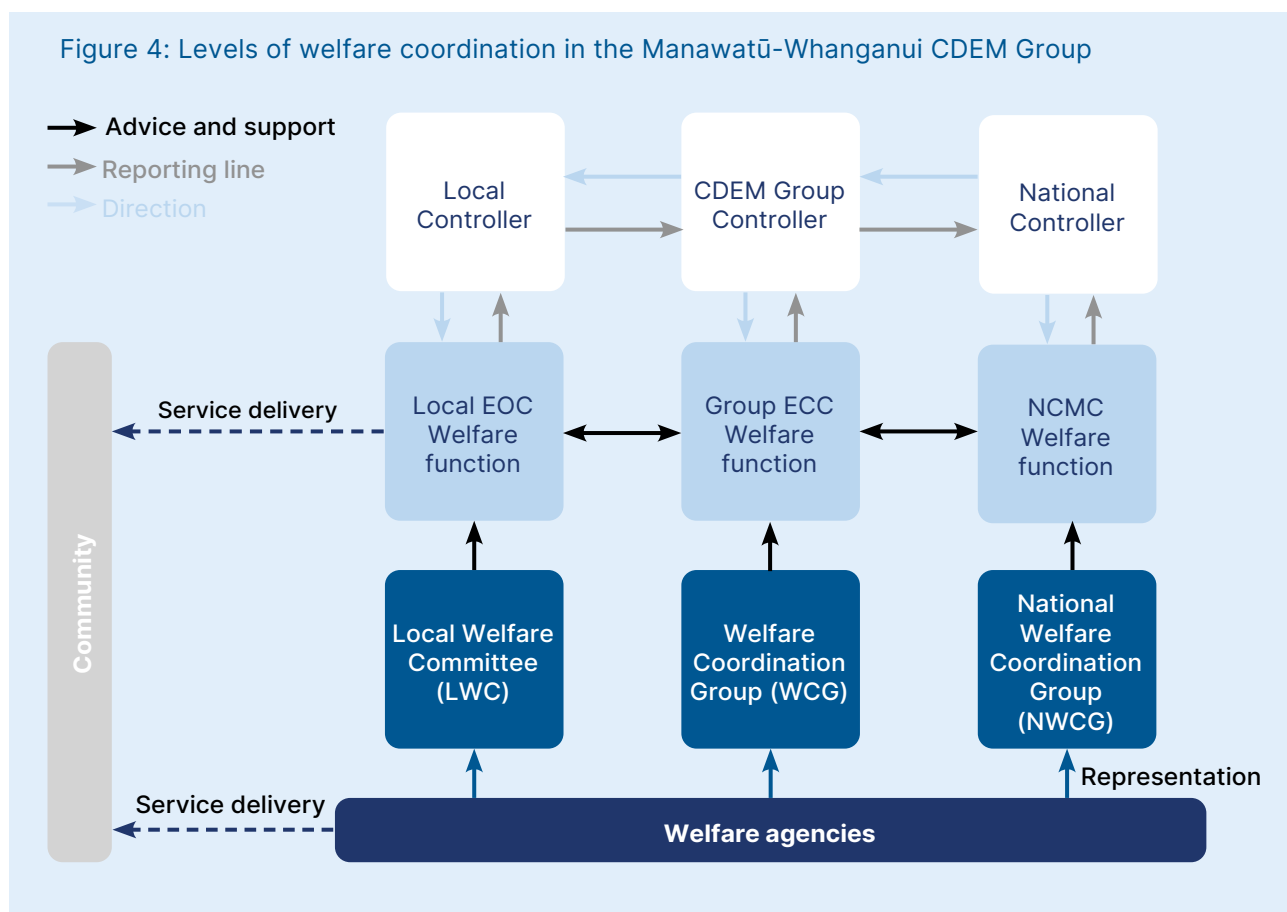 Figure 4: Levels of welfare coordination in the Manawatū-Whanganui CDEM Group
Advice and support
Reporting line
Direction
Local
Controller
CDEM Group
Controller
National
Controller
Community
Service delivery
Local EOC
Welfare
function
Group ECC
Welfare
function
NCMC
Welfare
function
Local Welfare
Committee
(LWC)
Welfare
Coordination
Group (WCG)
National
Welfare
Coordination
Group
(NWCG)
Representation
Service delivery
Welfare agencies